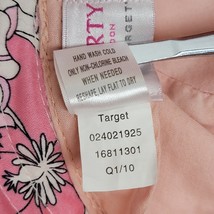 RTY
HAND WASH COLD
ONLY NON-CHLORINE BLEACH
WHEN NEEDED
RESHAPE, LAY FLAT TO DRY
Target
024021925
16811301
Q1/10